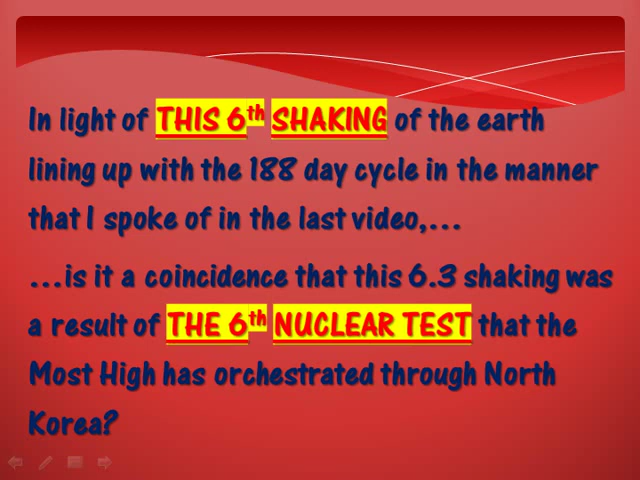 In light of THIS 6th SHAKING of the earth
lining up with the 188 day cycle in the manner
that I spoke of in the last video,...
...is it a coincidence that this 6.3 shaking was
a result of THE 6th NUCLEAR TEST that the
Most High has orchestrated through North
Korea?